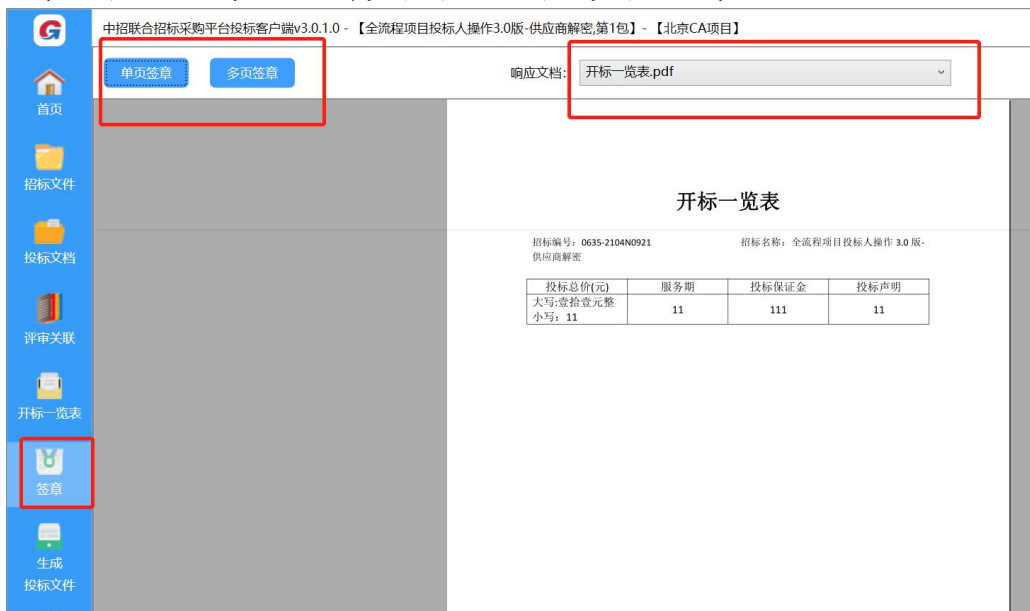 中招联合招标采购平台投标客户端v3.0.1.0 - 【全流程项目投标人操作3.0版-供应商解密,第1包】 - 【北京CA项目】
单页签章 多页签章 响应文档: 开标一览表.pdf
首页
招标文件
投标文档
评审关联
开标一览表
签章
生成
投标文件
开标一览表
招标编号：0635-2104N0921 招标名称：全流程项目投标人操作 3.0 版-
供应商解密
投标总价(元) 服务期 投标保证金 投标声明
大写:壹拾壹元整
小写：11 11 111 11